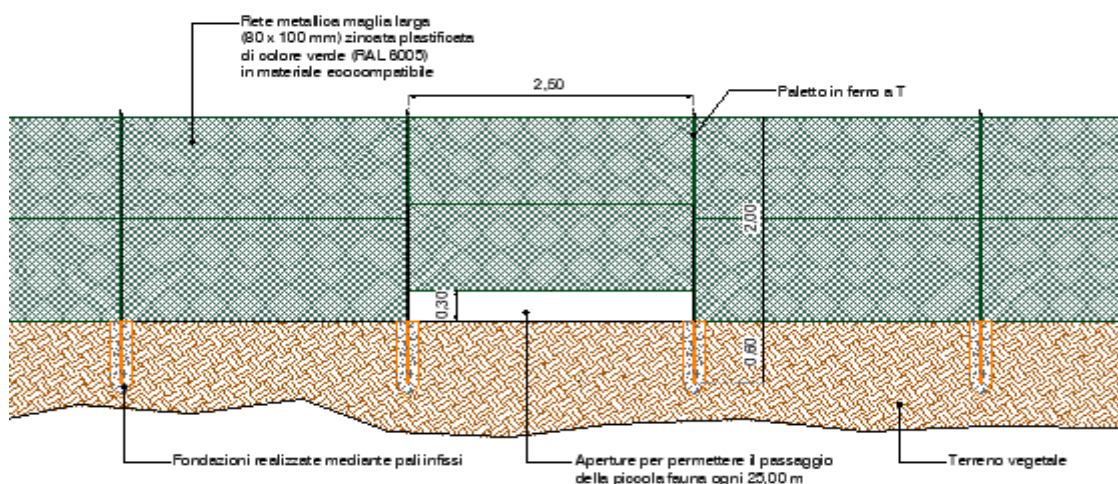 Rete metallica maglia larga
(80 x 100 mm) zincata plastificata
di colore verde (RAL 6005)
in materiale ecocompatibile
2,50
Paletto in ferro a T
2,00
0,30
0,60
Fondazioni realizzate mediante pali infissi
Aperture per permettere il passaggio
della piccola fauna ogni 25,00 m
Terreno vegetale